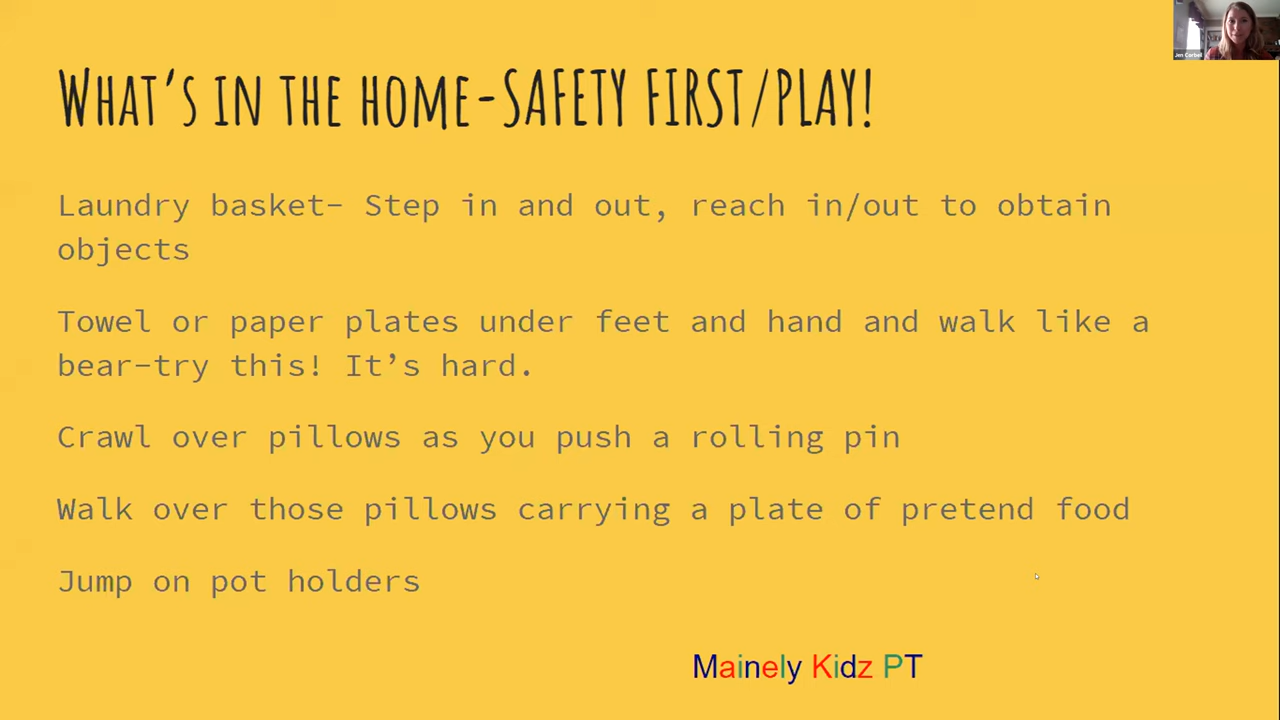 WHAT'S IN THE HOME-SAFETY FIRST/PLAY!
Laundry basket- Step in and out, reach in/out to obtain
objects
Towel or paper plates under feet and hand and walk like a
bear-try this! It's hard.
Crawl over pillows as you push a rolling pin
Walk over those pillows carrying a plate of pretend food
Jump on pot holders
Mainely Kidz PT